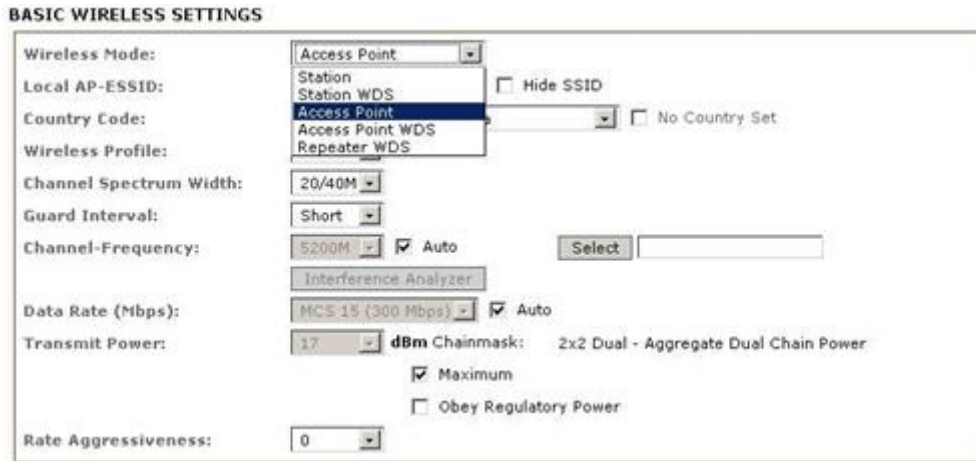 BASIC WIRELESS SETTINGS
Wireless Mode: Access Point
Station
Station WDS
Access Point
Access Point WDS
Repeater WDS
Local AP-ESSID: Hide SSID
Country Code: No Country Set
Wireless Profile:
Channel Spectrum Width: 20/40M
Guard Interval: Short
Channel-Frequency: 5200M Auto Select
Interference Analyzer
Data Rate (Mbps): MCS 15 (300 Mbps) Auto
Transmit Power: 17 dBm Chainmask: 2x2 Dual - Aggregate Dual Chain Power
Maximum
Obey Regulatory Power
Rate Aggressiveness: 0